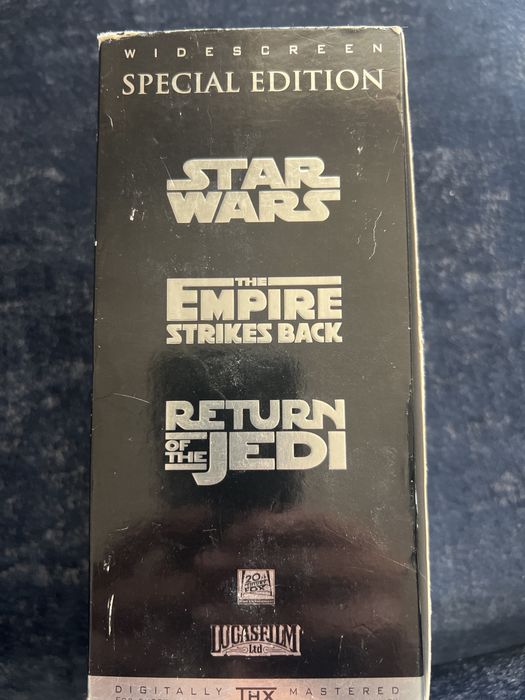 WIDESCREEN
SPECIAL EDITION
STAR
WARS
THE
EMPIRE
STRIKES BACK
RETURN
OF THE JEDI
20th
CENTURY
FOX
LUCASFILM
Ltd
DIGITALLY THX MASTERED